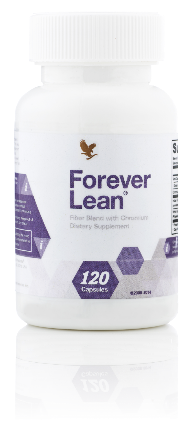 Forever
Lean®
Fiber Blend with Chromium
Dietary Supplement
120
Capsules